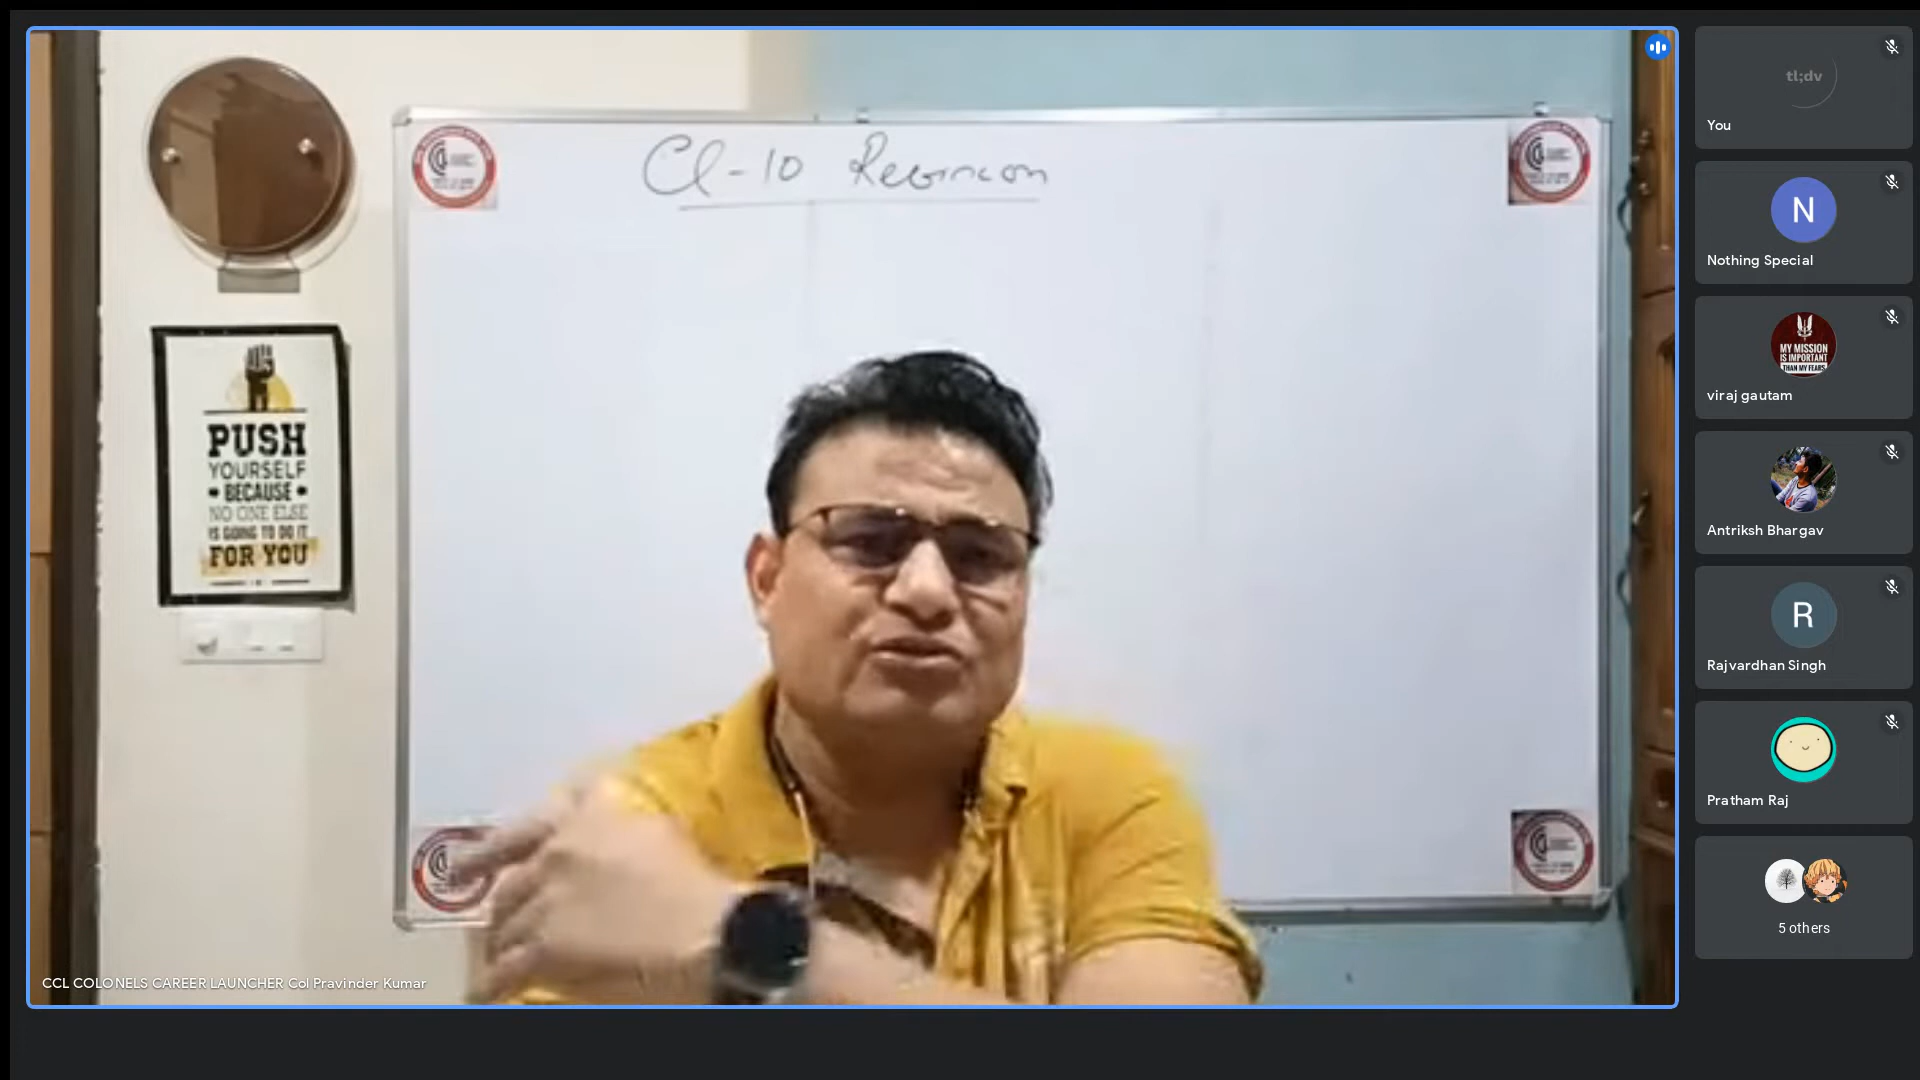 Cl-10 Revision
PUSH
YOURSELF
BECAUSE
NO ONE ELSE
IS GOING TO DO IT
FOR YOU
CCL COLONELS CAREER LAUNCHER Col Pravinder Kumar
tl;dv
You
N
Nothing Special
MY MISSION
IS IMPORTANT
THAN MY FEARS
viraj gautam
Antriksh Bhargav
R
Rajvardhan Singh
Pratham Raj
5 others